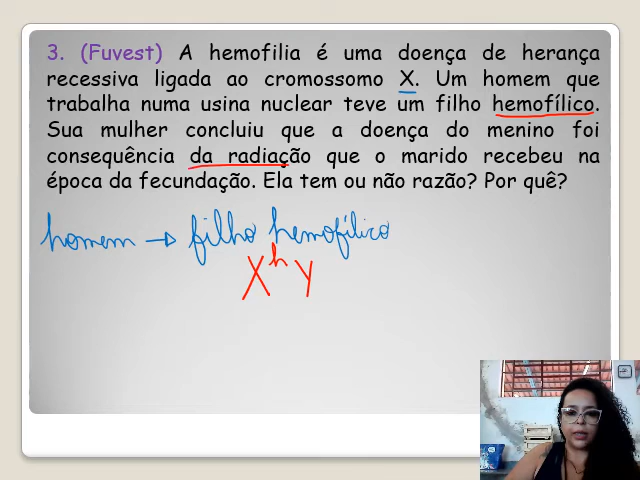 3. (Fuvest) A hemofilia é uma doença de herança
recessiva ligada ao cromossomo X. Um homem que
trabalha numa usina nuclear teve um filho hemofílico.
Sua mulher concluiu que a doença do menino foi
consequência da radiação que o marido recebeu na
época da fecundação. Ela tem ou não razão? Por quê?
homem → filho hemofílico
XʰY